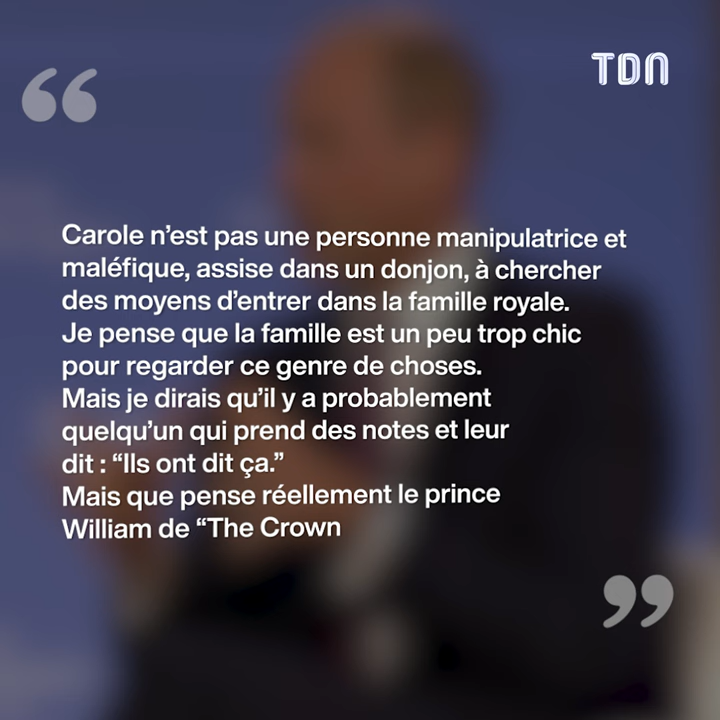 TDN
“
Carole n’est pas une personne manipulatrice et
maléfique, assise dans un donjon, à chercher
des moyens d’entrer dans la famille royale.
Je pense que la famille est un peu trop chic
pour regarder ce genre de choses.
Mais je dirais qu’il y a probablement
quelqu’un qui prend des notes et leur
dit : “Ils ont dit ça.”
Mais que pense réellement le prince
William de “The Crown
”